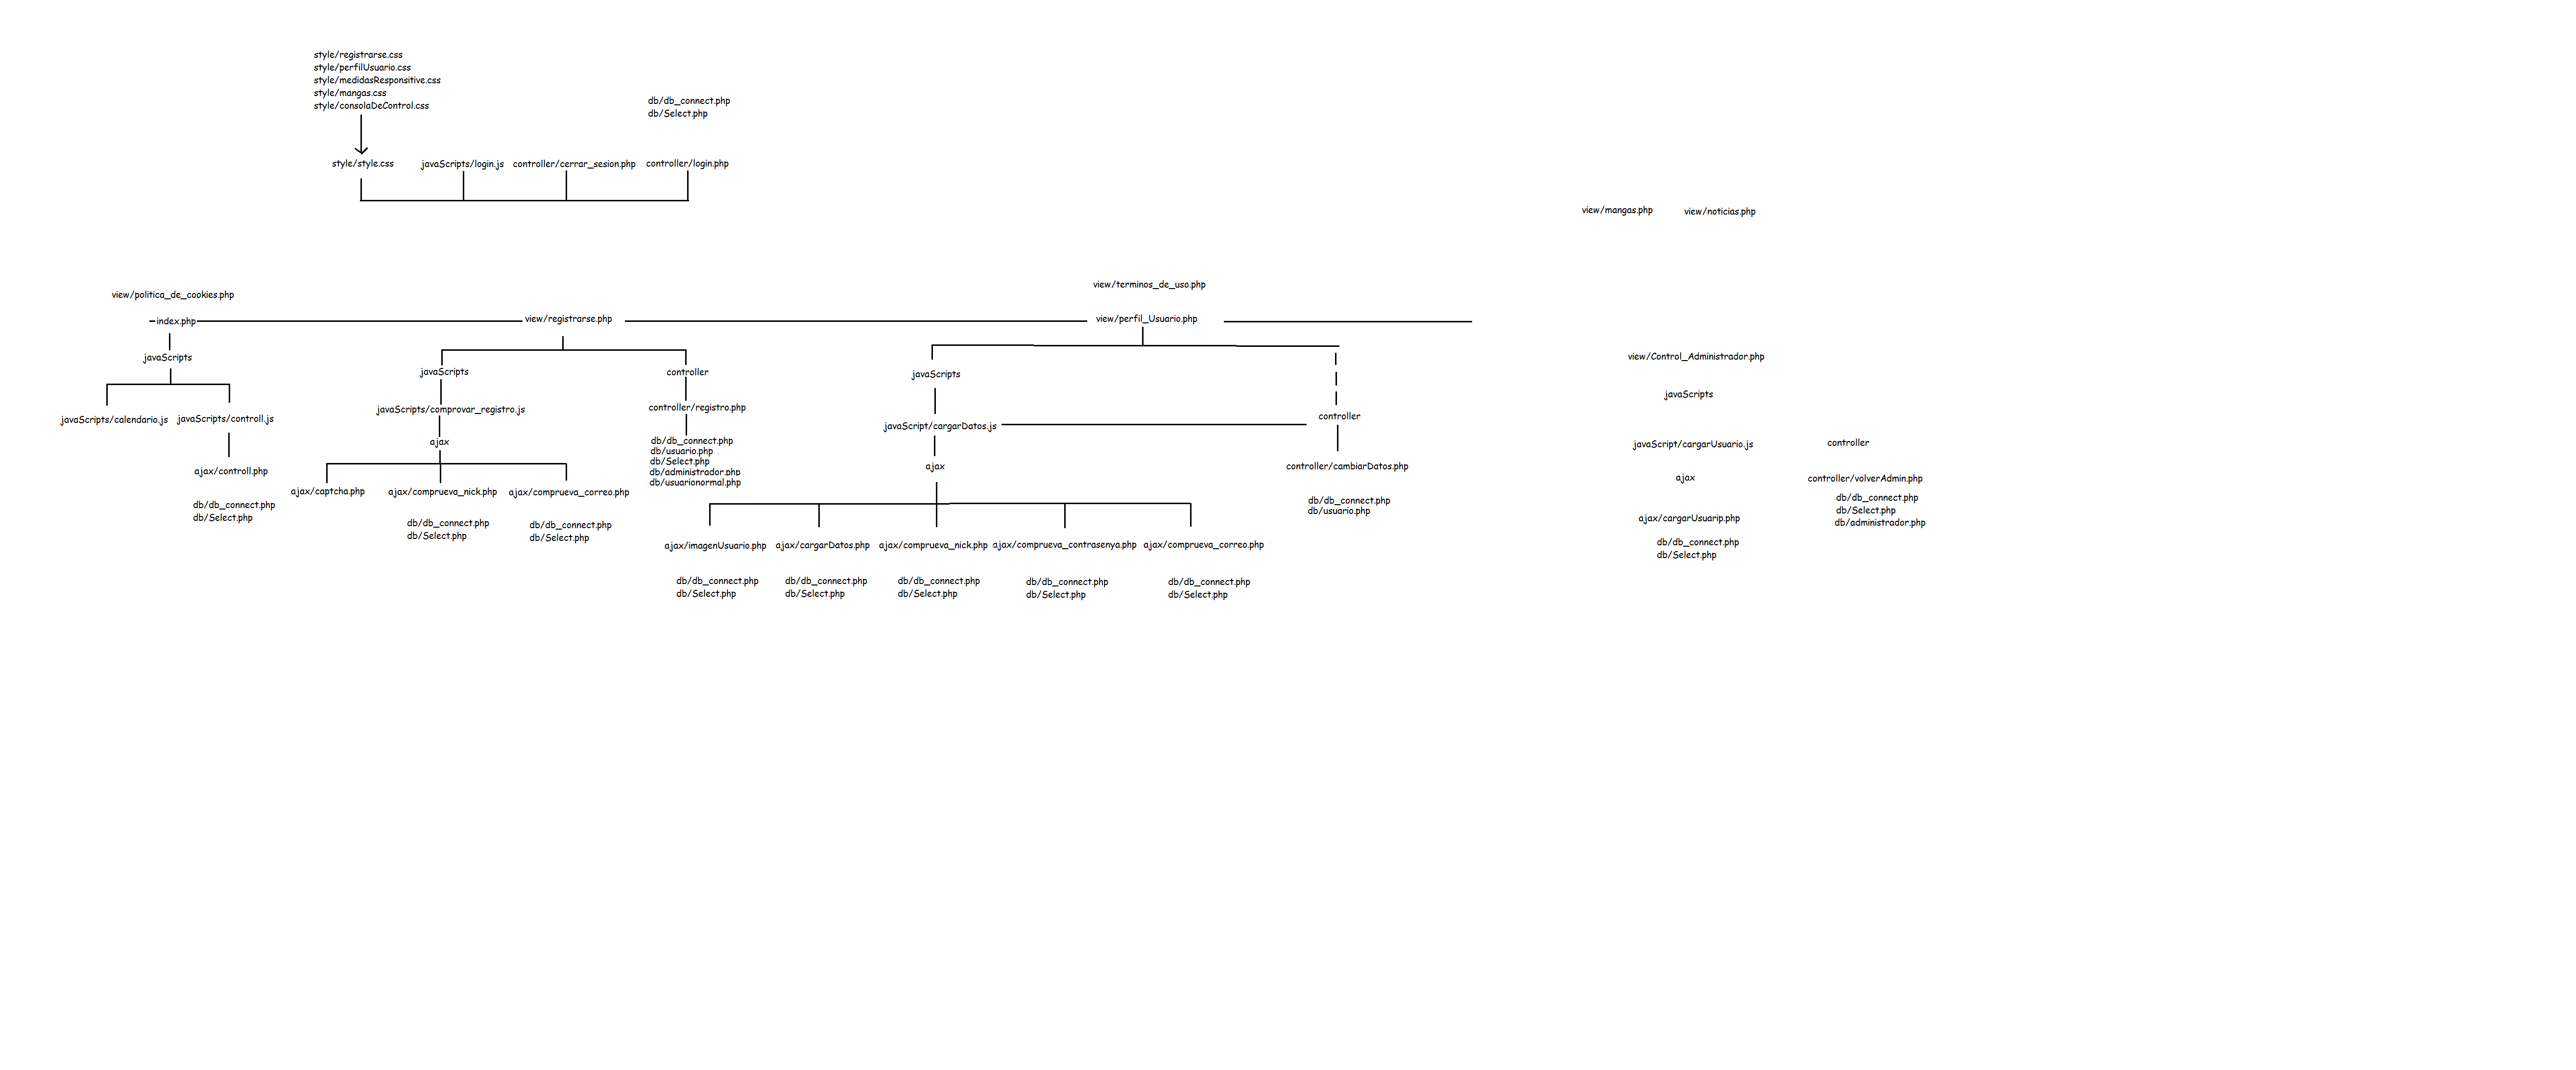 style/registrarse.css
style/perfilUsuario.css
style/medidasResponsitive.css
style/mangas.css
style/consolaDeControl.css
db/db_connect.php
db/Select.php
style/style.css
javaScripts/login.js
controller/cerrar_sesion.php
controller/login.php
view/mangas.php
view/noticias.php
view/politica_de_cookies.php
view/terminos_de_uso.php
index.php
view/registrarse.php
view/perfil_Usuario.php
javaScripts
javaScripts/calendario.js
javaScripts/controll.js
ajax/controll.php
db/db_connect.php
db/Select.php
javaScripts
javaScripts/comprovar_registro.js
ajax
ajax/captcha.php
ajax/comprueva_nick.php
ajax/comprueva_correo.php
db/db_connect.php
db/Select.php
db/db_connect.php
db/Select.php
controller
controller/registro.php
db/db_connect.php
db/usuario.php
db/Select.php
db/administrador.php
db/usuarionormal.php
javaScripts
javaScript/cargarDatos.js
ajax
ajax/imagenUsuario.php
ajax/cargarDatos.php
ajax/comprueva_nick.php
ajax/comprueva_contrasenya.php
ajax/comprueva_correo.php
db/db_connect.php
db/Select.php
db/db_connect.php
db/Select.php
db/db_connect.php
db/Select.php
db/db_connect.php
db/Select.php
db/db_connect.php
db/Select.php
controller
controller/cambiarDatos.php
db/db_connect.php
db/usuario.php
view/Control_Administrador.php
javaScripts
javaScript/cargarUsuario.js
ajax
ajax/cargarUsuarip.php
db/db_connect.php
db/Select.php
controller
controller/volverAdmin.php
db/db_connect.php
db/Select.php
db/administrador.php